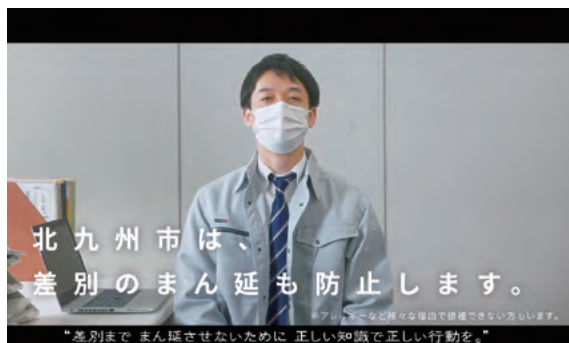 北九州市は、
差別のまん延も防止します。
※アレルギーなど様々な理由で接種できない方もいます。
“差別まで まん延させないために 正しい知識で正しい行動を。”